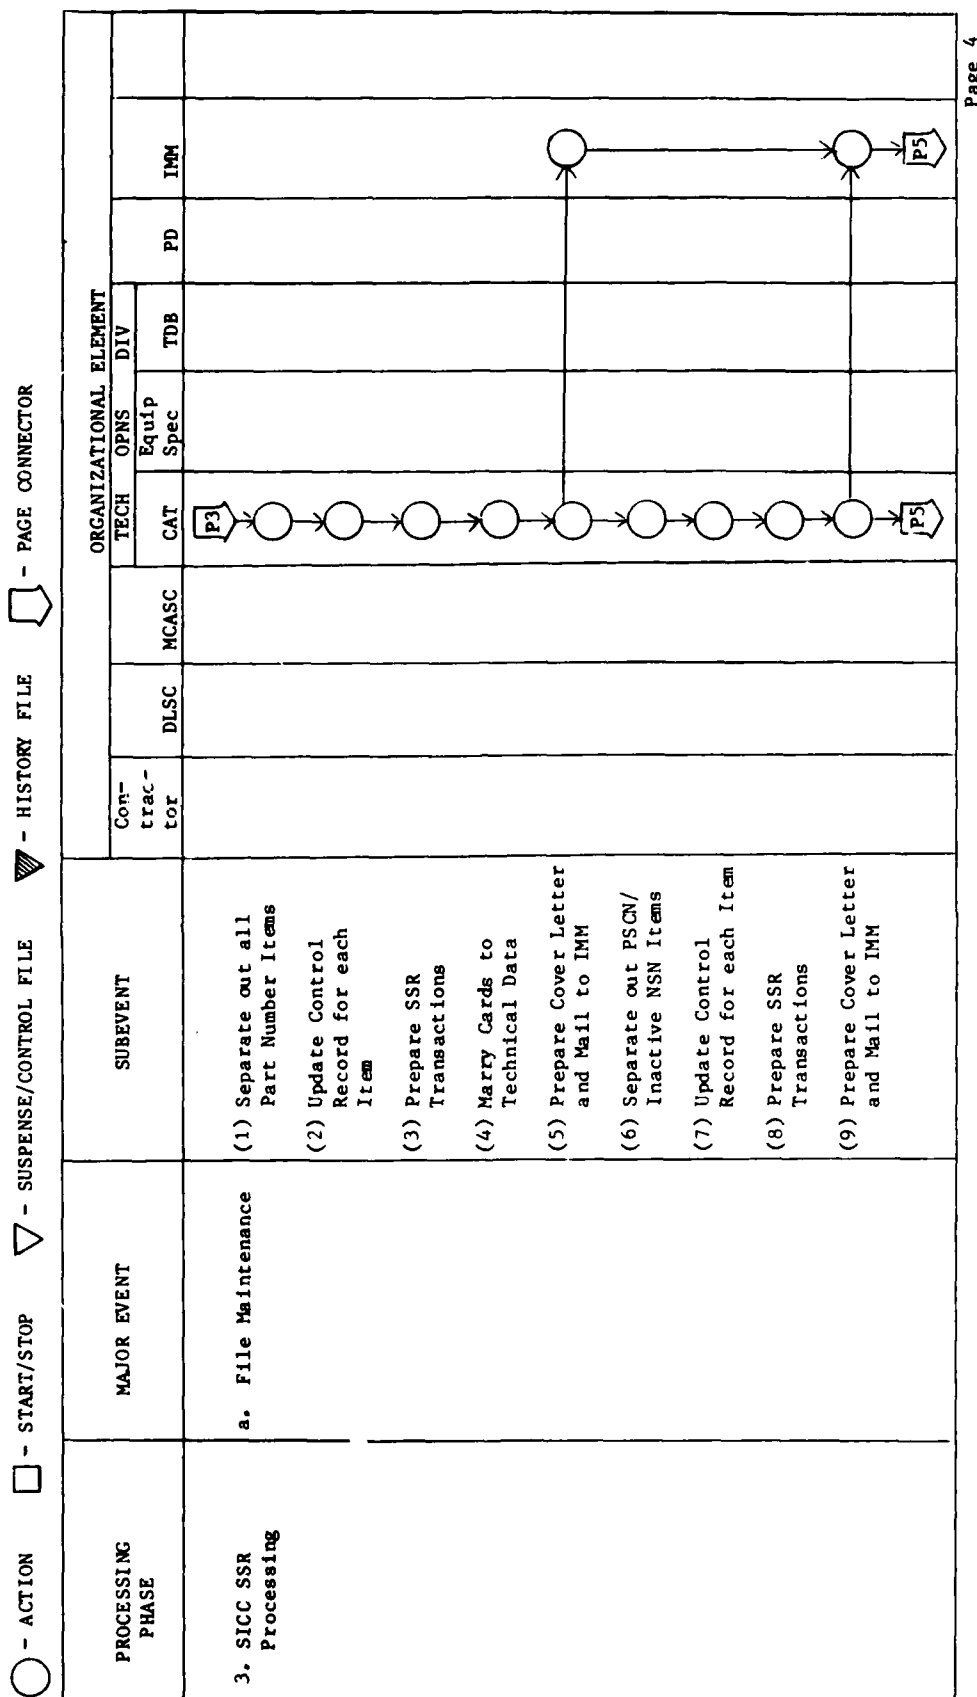 - ACTION
- START/STOP
- SUSPENSE/CONTROL FILE
- HISTORY FILE
- PAGE CONNECTOR
PROCESSING
PHASE
MAJOR EVENT
SUBEVENT
ORGANIZATIONAL ELEMENT
Con-
trac-
tor
DLSC
MCASC
TECH OPNS DIV
CAT
Equip
Spec
TDB
PD
IMM
3. SICC SSR
Processing
a. File Maintenance
(1) Separate out all
Part Number Items
(2) Update Control
Record for each
Item
(3) Prepare SSR
Transactions
(4) Marry Cards to
Technical Data
(5) Prepare Cover Letter
and Mail to IMM
(6) Separate out PSCN/
Inactive NSN Items
(7) Update Control
Record for each Item
(8) Prepare SSR
Transactions
(9) Prepare Cover Letter
and Mail to IMM
P3
P5
P5
Page 4